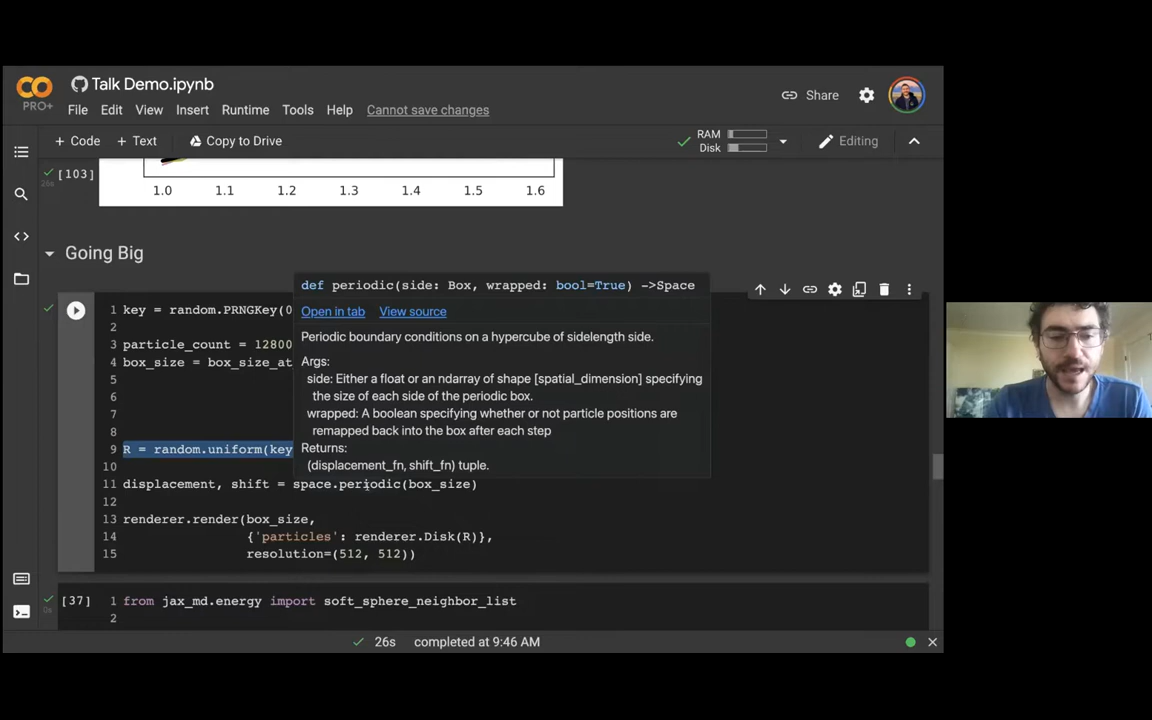 Talk Demo.ipynb
PRO+
File Edit View Insert Runtime Tools Help Cannot save changes
Share
+ Code + Text Copy to Drive
RAM
Disk
Editing
[103]
26s
1.0 1.1 1.2 1.3 1.4 1.5 1.6
Going Big
def periodic(side: Box, wrapped: bool=True) ->Space
Open in tab View source
Periodic boundary conditions on a hypercube of sidelength side.
Args:
side: Either a float or an ndarray of shape [spatial_dimension] specifying
the size of each side of the periodic box.
wrapped: A boolean specifying whether or not particle positions are
remapped back into the box after each step
Returns:
(displacement_fn, shift_fn) tuple.
1 key = random.PRNGKey(0
2
3 particle_count = 12800
4 box_size = box_size_at
5
6
7
8
9 R = random.uniform(key
10
11 displacement, shift = space.periodic(box_size)
12
13 renderer.render(box_size,
14 {'particles': renderer.Disk(R)},
15 resolution=(512, 512))
[37]
0s
1 from jax_md.energy import soft_sphere_neighbor_list
2
26s completed at 9:46 AM